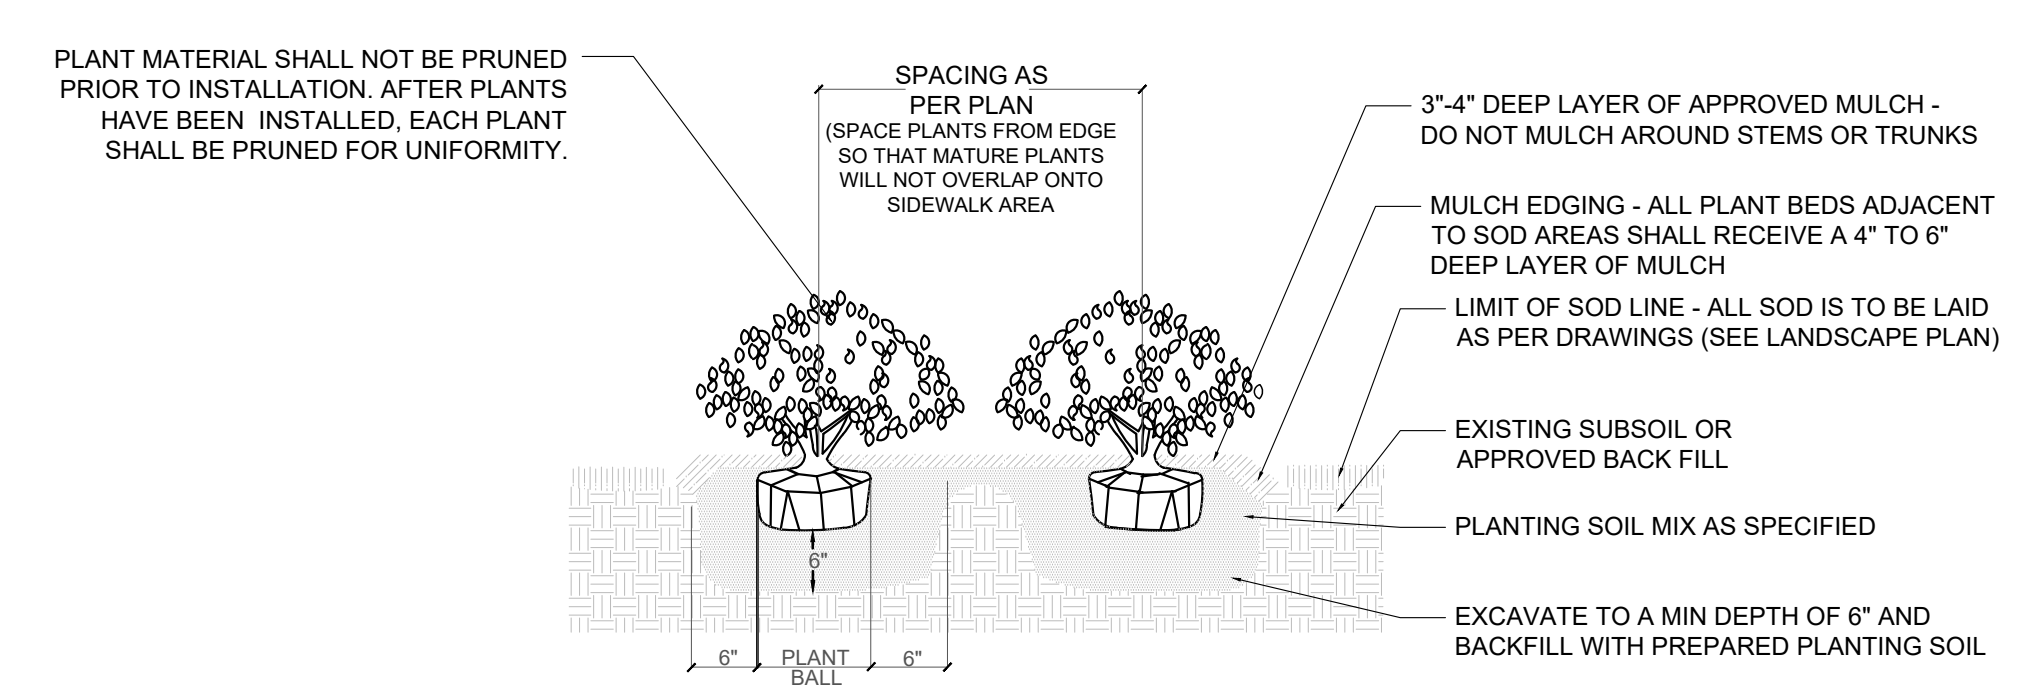 PLANT MATERIAL SHALL NOT BE PRUNED
PRIOR TO INSTALLATION. AFTER PLANTS
HAVE BEEN  INSTALLED, EACH PLANT
SHALL BE PRUNED FOR UNIFORMITY.
SPACING AS
PER PLAN
(SPACE PLANTS FROM EDGE
SO THAT MATURE PLANTS
WILL NOT OVERLAP ONTO
SIDEWALK AREA
3"-4" DEEP LAYER OF APPROVED MULCH -
DO NOT MULCH AROUND STEMS OR TRUNKS
MULCH EDGING - ALL PLANT BEDS ADJACENT
TO SOD AREAS SHALL RECEIVE A 4" TO 6"
DEEP LAYER OF MULCH
LIMIT OF SOD LINE - ALL SOD IS TO BE LAID
AS PER DRAWINGS (SEE LANDSCAPE PLAN)
EXISTING SUBSOIL OR
APPROVED BACK FILL
PLANTING SOIL MIX AS SPECIFIED
EXCAVATE TO A MIN DEPTH OF 6" AND
BACKFILL WITH PREPARED PLANTING SOIL
6"
6"
PLANT
BALL
6"